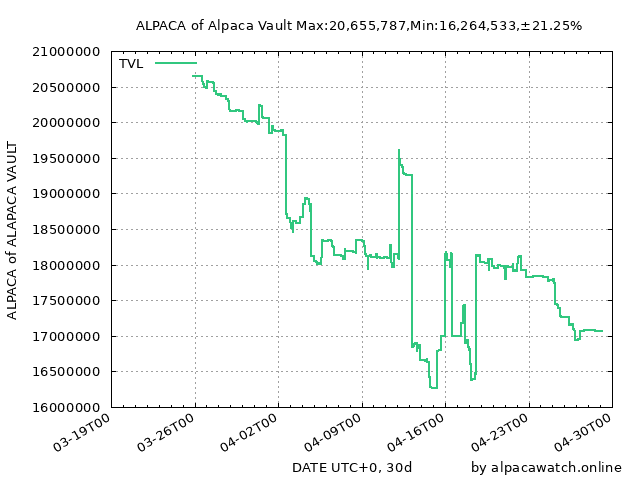 ALPACA of Alpaca Vault Max:20,655,787,Min:16,264,533,±21.25%
TVL
21000000
20500000
20000000
19500000
19000000
18500000
18000000
17500000
17000000
16500000
16000000
ALPACA of ALAPACA VAULT
03-19T00
03-26T00
04-02T00
04-09T00
04-16T00
04-23T00
04-30T00
DATE UTC+0, 30d
by alpacawatch.online